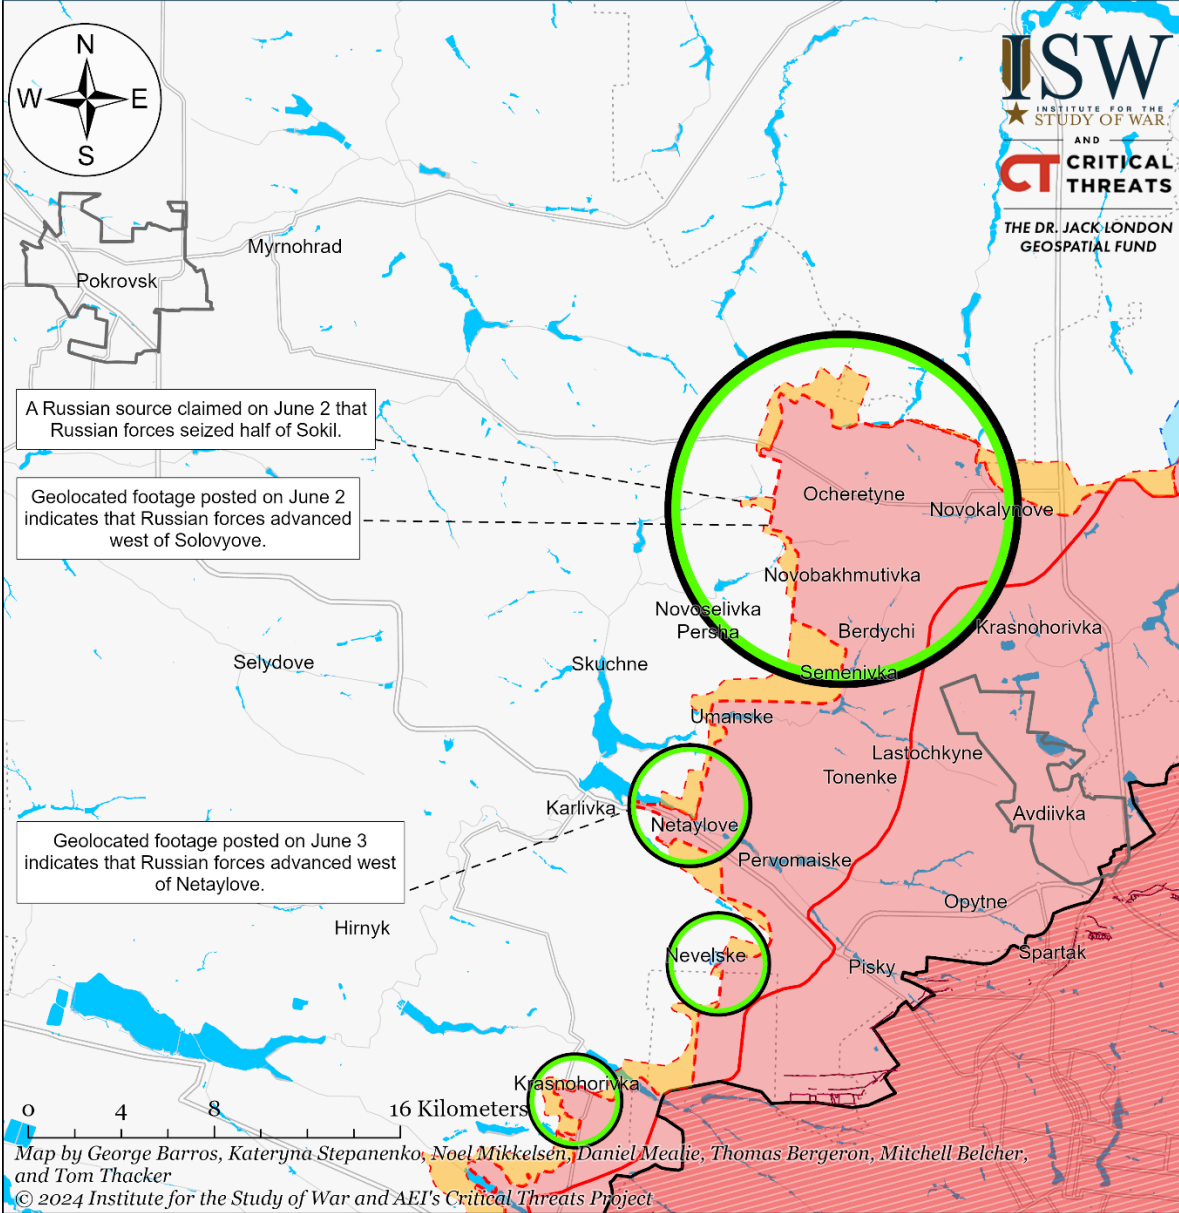 N
W E
S
ISW
INSTITUTE FOR THE
STUDY OF WAR.
AND
CT CRITICAL
THREATS
THE DR. JACK LONDON
GEOSPATIAL FUND
Myrnohrad
Pokrovsk
A Russian source claimed on June 2 that
Russian forces seized half of Sokil.
Geolocated footage posted on June 2
indicates that Russian forces advanced
west of Solovyove.
Ocheretyne
Novokalynove
Novobakhmutivka
Novoselivka
Persha
Berdychi
Krasnohorivka
Selydove
Skuchne
Semenivka
Umanske
Lastochkyne
Tonenke
Karlivka
Netaylove
Avdiivka
Geolocated footage posted on June 3
indicates that Russian forces advanced west
of Netaylove.
Pervomaiske
Opytne
Hirnyk
Nevelske
Pisky
Spartak
Krasnohorivka
0 4 8 16 Kilometers
Map by George Barros, Kateryna Stepanenko, Noel Mikkelsen, Daniel Mealie, Thomas Bergeron, Mitchell Belcher,
and Tom Thacker
© 2024 Institute for the Study of War and AEI's Critical Threats Project